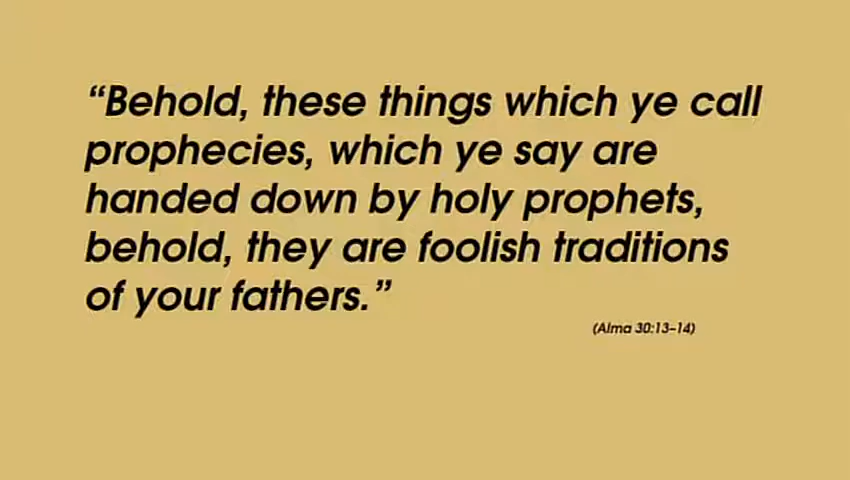 “Behold, these things which ye call
prophecies, which ye say are
handed down by holy prophets,
behold, they are foolish traditions
of your fathers.”
(Alma 30:13–14)